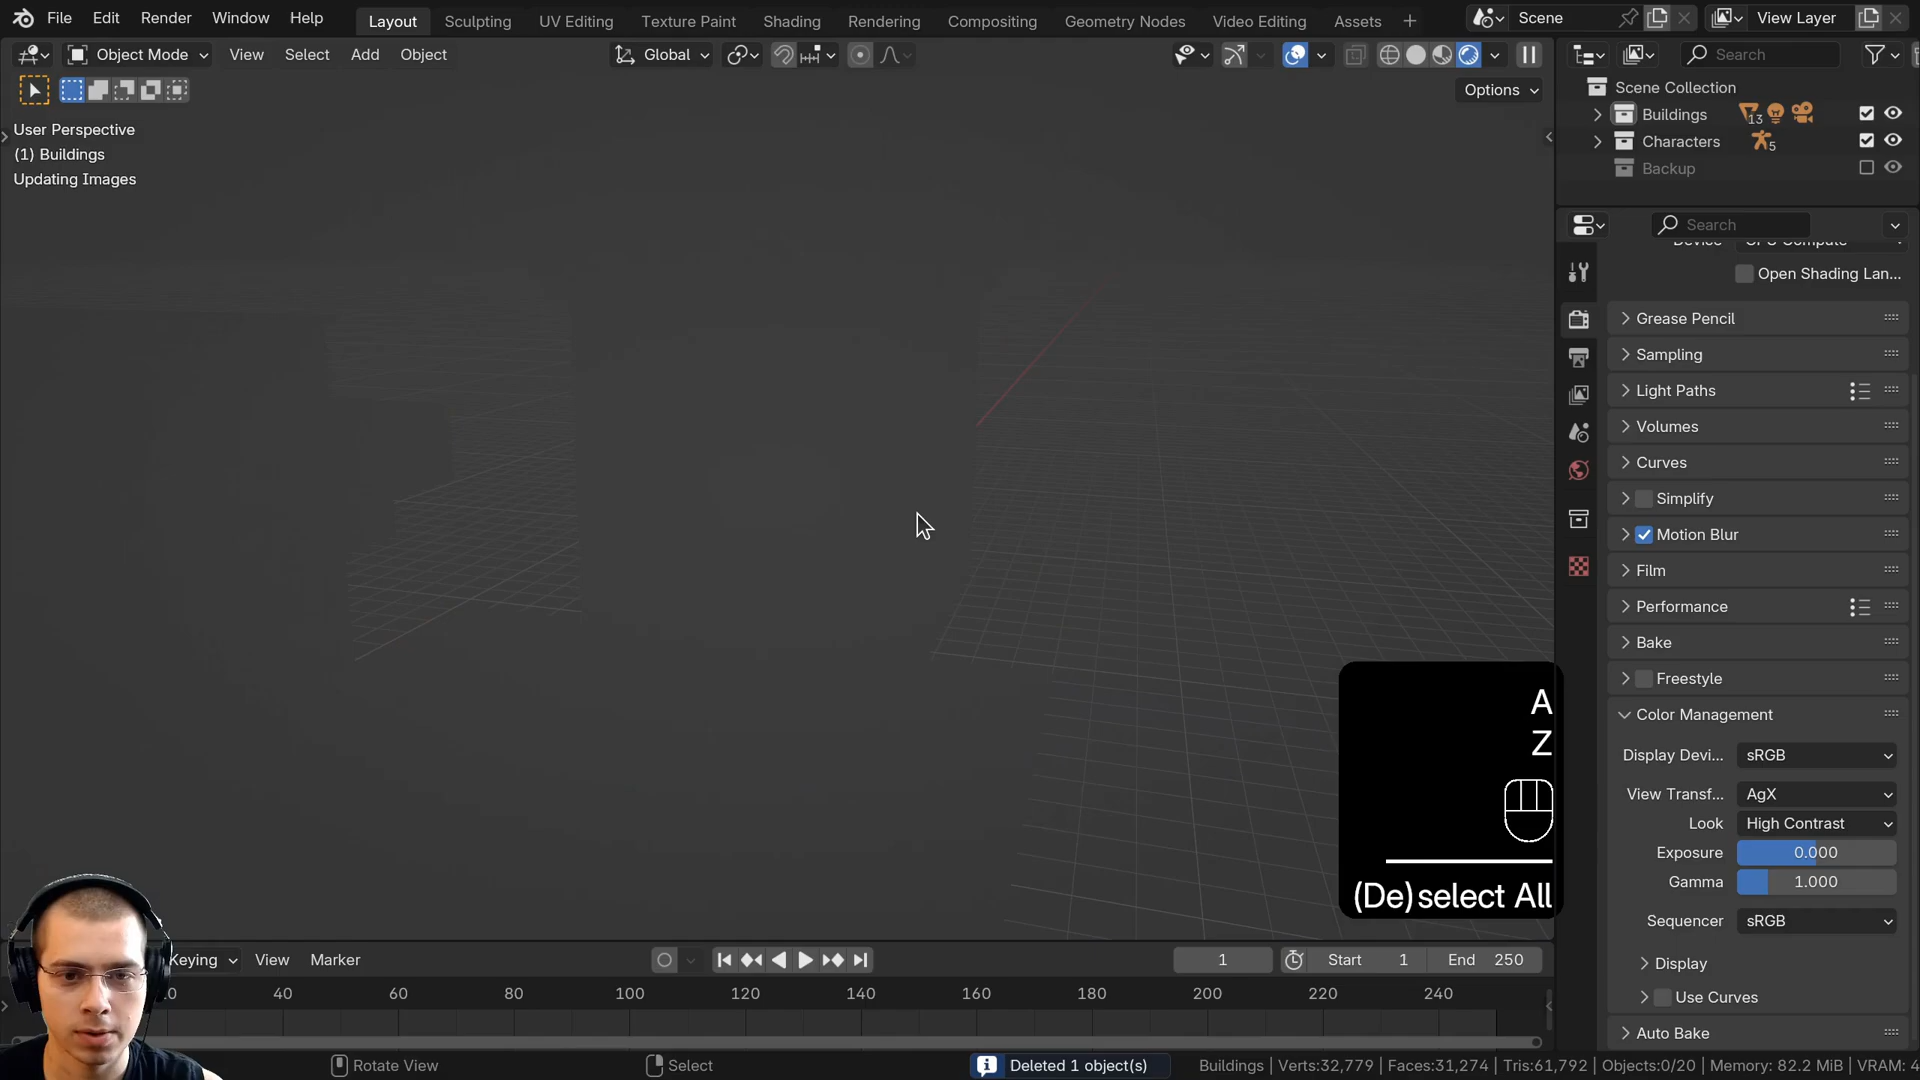 File Edit Render Window Help Layout Sculpting UV Editing Texture Paint Shading Rendering Compositing Geometry Nodes Video Editing Assets Scene View Layer
Object Mode View Select Add Object Global Search
Options
User Perspective
(1) Buildings
Updating Images
Scene Collection
Buildings 13
Characters 5
Backup
Search
Open Shading Lan...
Grease Pencil
Sampling
Light Paths
Volumes
Curves
Simplify
Motion Blur
Film
Performance
Bake
Freestyle
Color Management
Display Devi... sRGB
View Transf... AgX
Look High Contrast
Exposure 0.000
Gamma 1.000
Sequencer sRGB
Display
Use Curves
Auto Bake
A
Z
(De)select All
Keying View Marker 1 Start 1 End 250
40 60 80 100 120 140 160 180 200 220 240
Rotate View Select Deleted 1 object(s) Buildings | Verts:32,779 | Faces:31,274 | Tris:61,792 | Objects:0/20 | Memory: 82.2 MiB | VRAM: 4